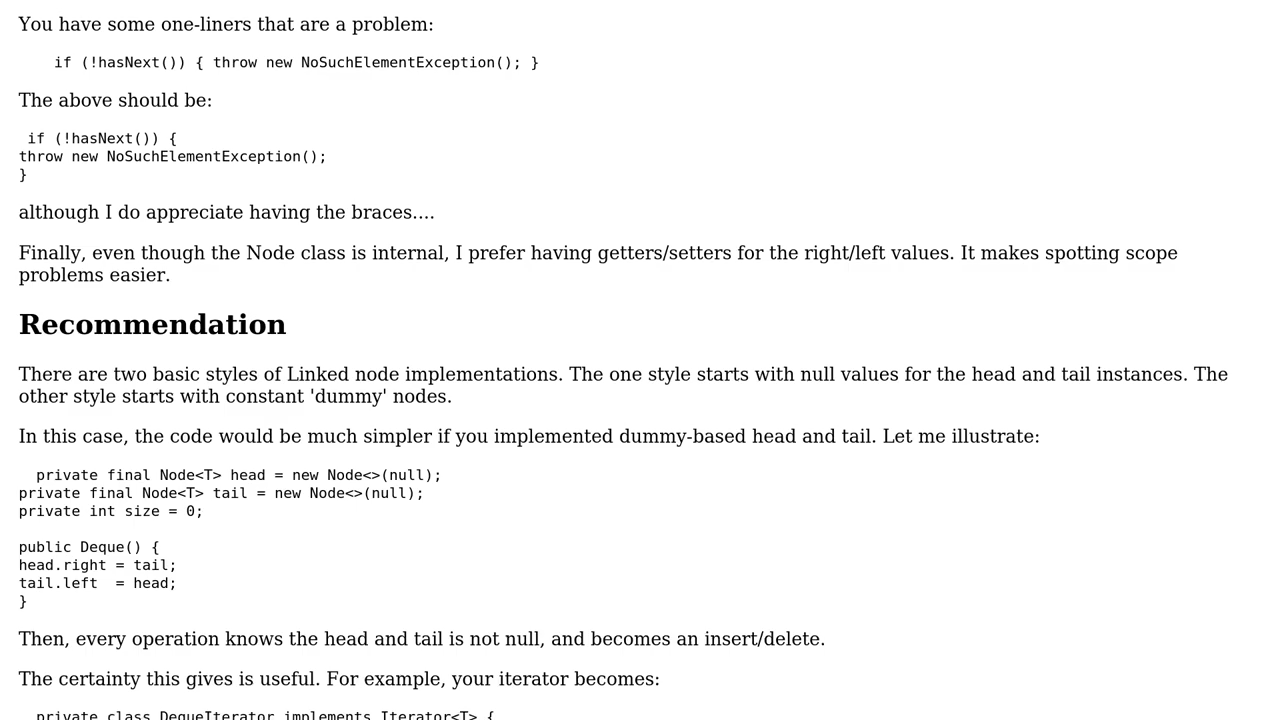 You have some one-liners that are a problem:
if (!hasNext()) { throw new NoSuchElementException(); }
The above should be:
if (!hasNext()) {
throw new NoSuchElementException();
}
although I do appreciate having the braces....
Finally, even though the Node class is internal, I prefer having getters/setters for the right/left values. It makes spotting scope
problems easier.
Recommendation
There are two basic styles of Linked node implementations. The one style starts with null values for the head and tail instances. The
other style starts with constant 'dummy' nodes.
In this case, the code would be much simpler if you implemented dummy-based head and tail. Let me illustrate:
private final Node<T> head = new Node<>(null);
private final Node<T> tail = new Node<>(null);
private int size = 0;
public Deque() {
head.right = tail;
tail.left  = head;
}
Then, every operation knows the head and tail is not null, and becomes an insert/delete.
The certainty this gives is useful. For example, your iterator becomes:
private class DequeIterator implements Iterator<T> {